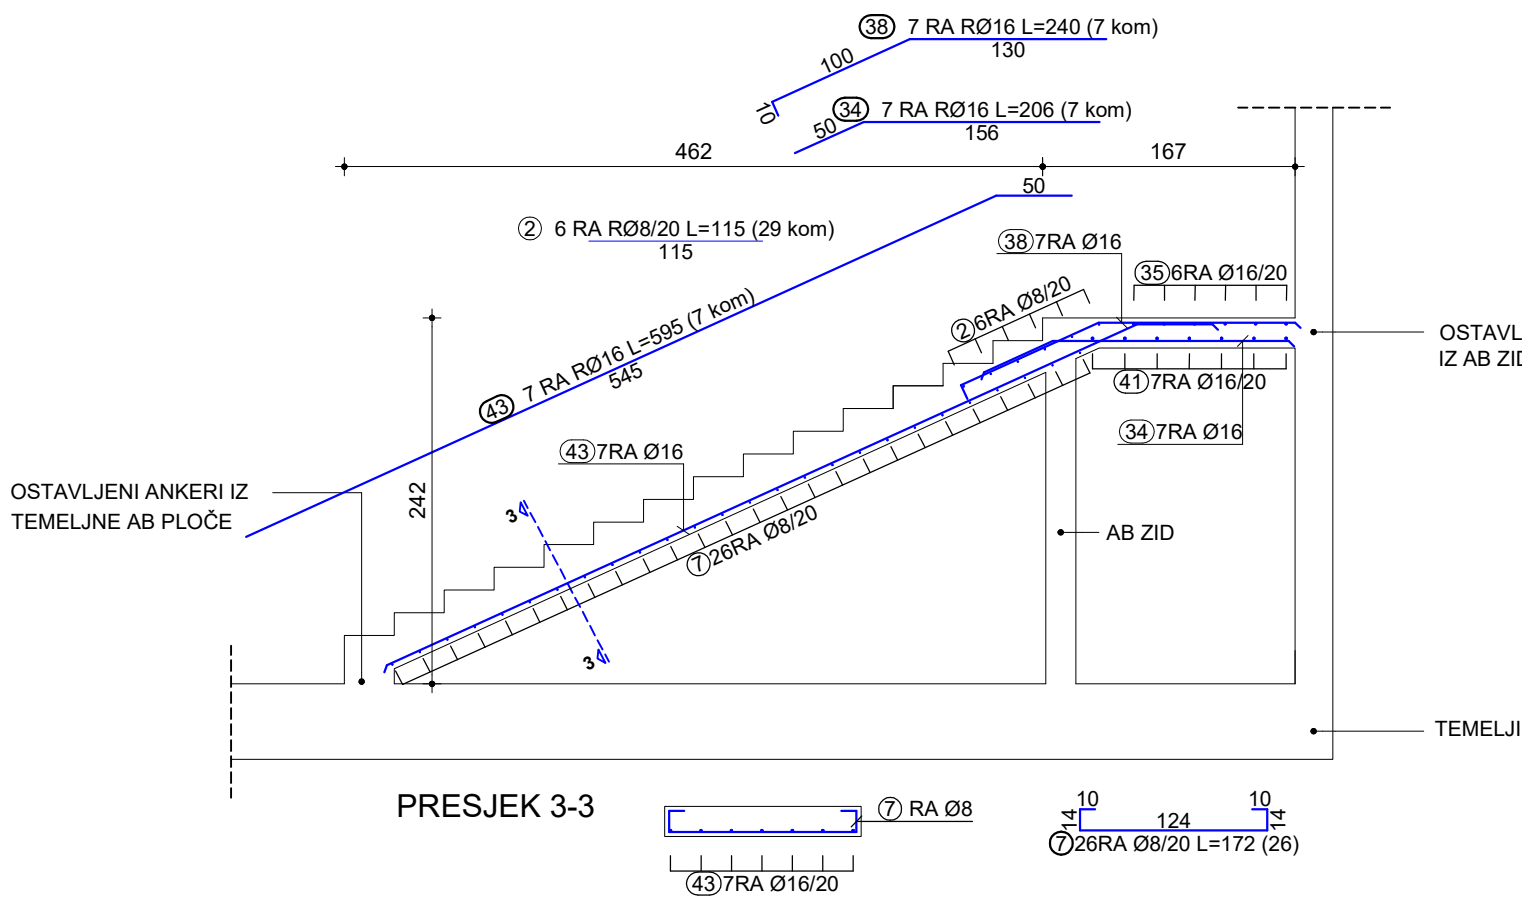 38 7 RA RØ16 L=240 (7 kom)
100
130
10
34 7 RA RØ16 L=206 (7 kom)
50
156
462
167
50
2 6 RA RØ8/20 L=115 (29 kom)
115
38 7RA Ø16
35 6RA Ø16/20
2 6RA Ø8/20
43 7 RA RØ16 L=595 (7 kom)
545
OSTAVL
IZ AB ZID
41 7RA Ø16/20
34 7RA Ø16
43 7RA Ø16
242
OSTAVLJENI ANKERI IZ
TEMELJNE AB PLOČE
3
7 26RA Ø8/20
AB ZID
3
TEMELJI
PRESJEK 3-3
7 RA Ø8
43 7RA Ø16/20
10
10
14
124
14
7 26RA Ø8/20 L=172 (26)